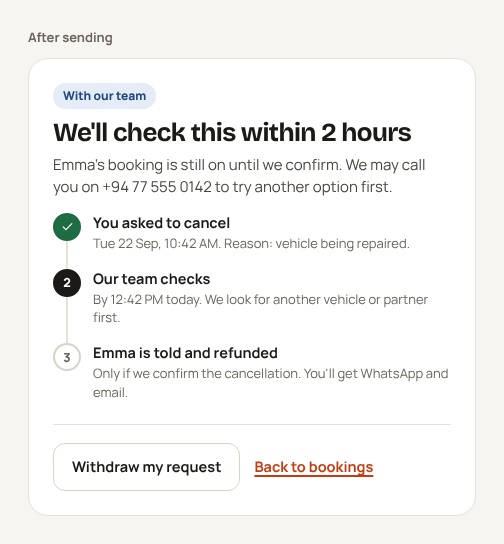 After sending
With our team
We'll check this within 2 hours
Emma's booking is still on until we confirm. We may call
you on +94 77 555 0142 to try another option first.
You asked to cancel
Tue 22 Sep, 10:42 AM. Reason: vehicle being repaired.
2
Our team checks
By 12:42 PM today. We look for another vehicle or partner
first.
3
Emma is told and refunded
Only if we confirm the cancellation. You'll get WhatsApp and
email.
Withdraw my request
Back to bookings